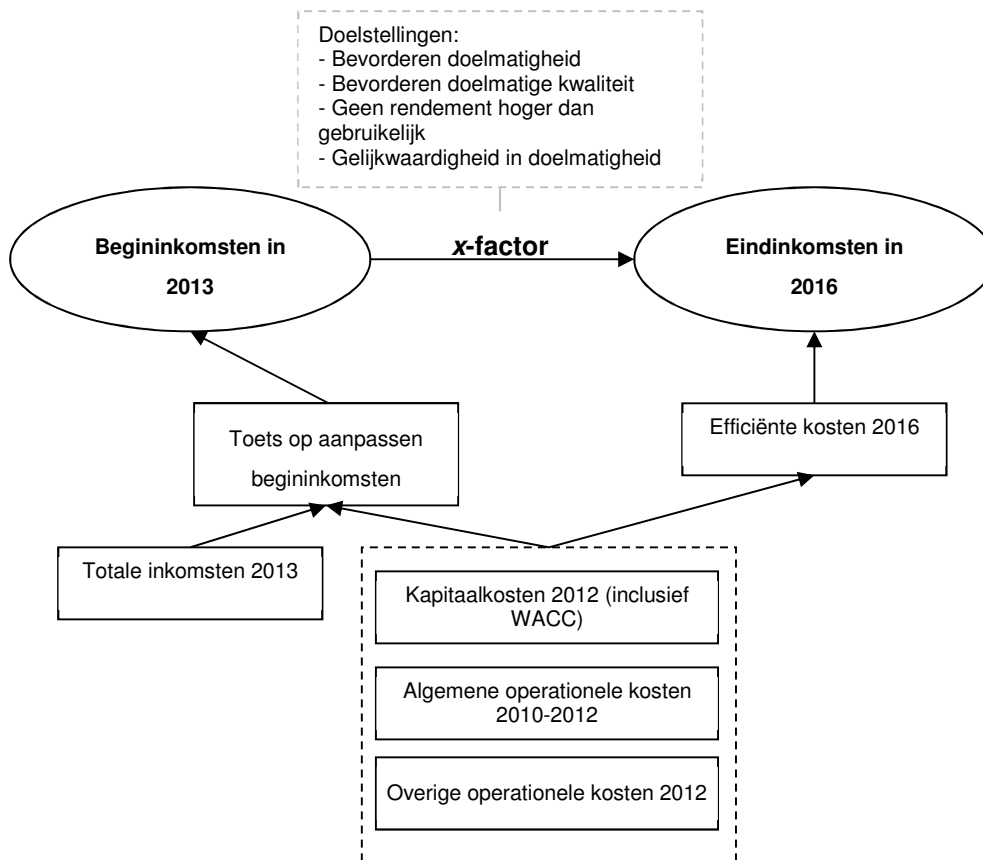 Doelstellingen:
- Bevorderen doelmatigheid
- Bevorderen doelmatige kwaliteit
- Geen rendement hoger dan
gebruikelijk
- Gelijkwaardigheid in doelmatigheid
Begininkomsten in
2013
x-factor
Eindinkomsten in
2016
Toets op aanpassen
begininkomsten
Efficiënte kosten 2016
Totale inkomsten 2013
Kapitaalkosten 2012 (inclusief
WACC)
Algemene operationele kosten
2010-2012
Overige operationele kosten 2012